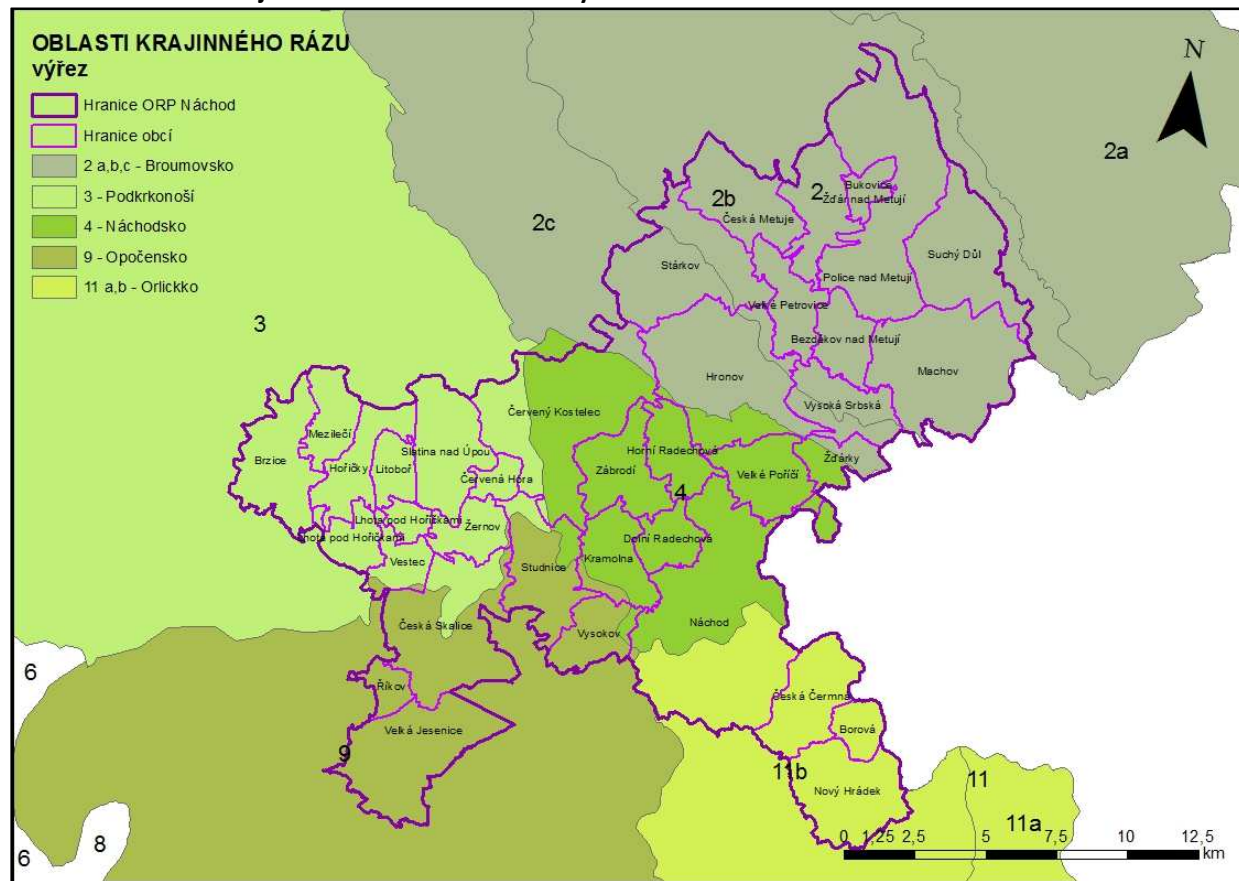 OBLASTI KRAJINNÉHO RÁZU
výřez
Hranice ORP Náchod
Hranice obcí
2 a,b,c - Broumovsko
3 - Podkrkonoší
4 - Náchodsko
9 - Opočensko
11 a,b - Orlickko
N
2a
2c
2b
2
Bukovice
Žďár nad Metují
Česká Metuje
Stárkov
Suchý Důl
Police nad Metují
Velké Petrovice
3
Bezděkov nad Metují
Hronov
Machov
Vysoká Srbská
Červený Kostelec
Mezilečí
Slatina nad Úpou
Horní Radechová
Brzice
Hořičky
Litoboř
Žďárky
Zábrodí
Velké Poříčí
Červená Hora
4
Lhota pod Hořičkami
Žernov
Lhota pod Hořičkami
Dolní Radechová
Vestec
Studnice
Kramolna
Náchod
Česká Skalice
Vysokov
6
Říkov
Česká Čermná
Velká Jesenice
Borová
9
11b
11
Nový Hrádek
11a
0 1,25 2,5 5 7,5 10 12,5
km
6
8